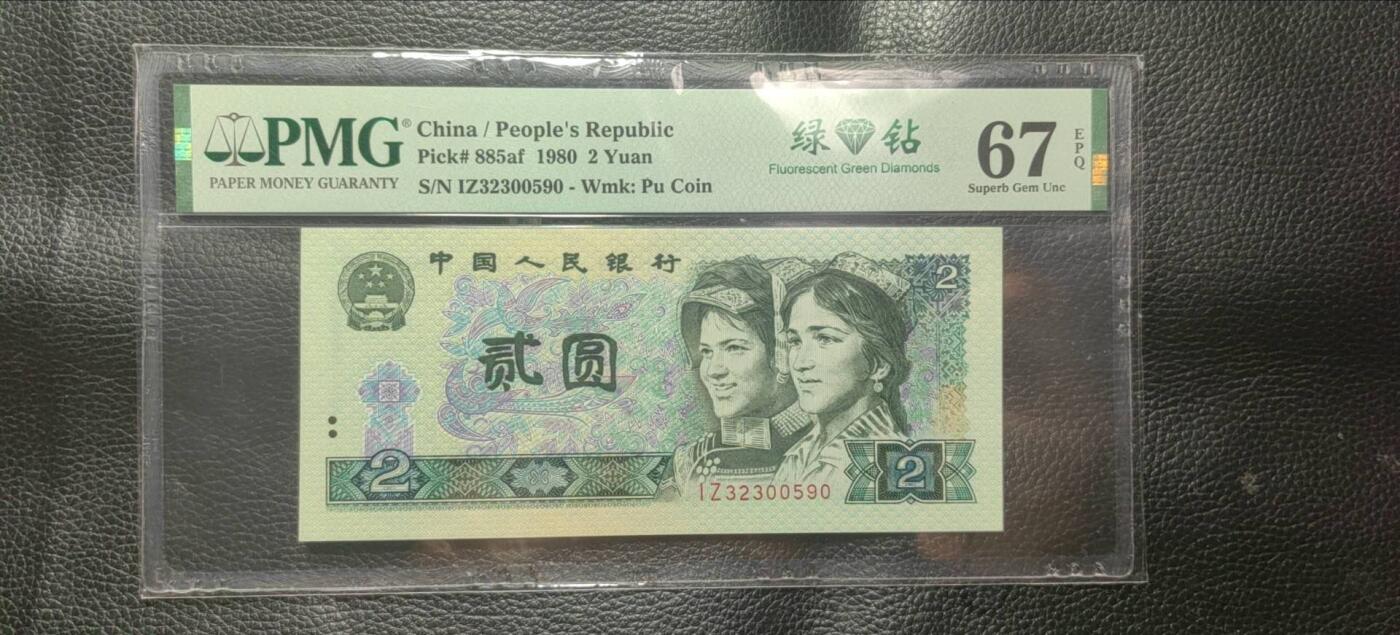 PMG®
PAPER MONEY GUARANTY
China / People's Republic
Pick# 885af 1980 2 Yuan
S/N IZ32300590 - Wmk: Pu Coin
绿 钻
Fluorescent Green Diamonds
67
EPQ
Superb Gem Unc
中国人民银行
2
贰圆
2
IZ32300590
2